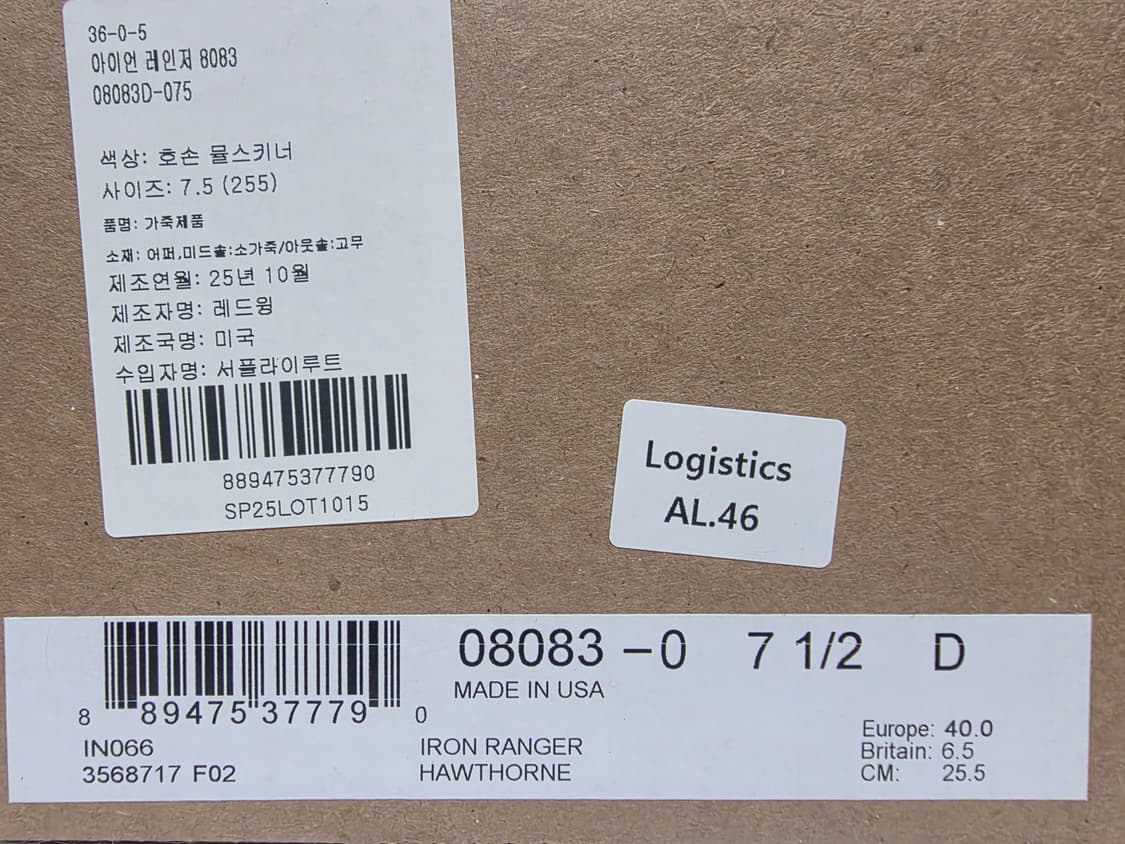 36-0-5
아이언 레인저 8083
08083D-075
색상: 호손 뮬스키너
사이즈: 7.5 (255)
품명: 가죽제품
소재: 어퍼,미드솔:소가죽/아웃솔:고무
제조연월: 25년 10월
제조자명: 레드윙
제조국명: 미국
수입자명: 서플라이루트
889475377790
SP25LOT1015
Logistics
AL.46
08083 -0 7 1/2 D
MADE IN USA
8 89475 37779 0
IN066
3568717 F02
IRON RANGER
HAWTHORNE
Europe: 40.0
Britain: 6.5
CM: 25.5